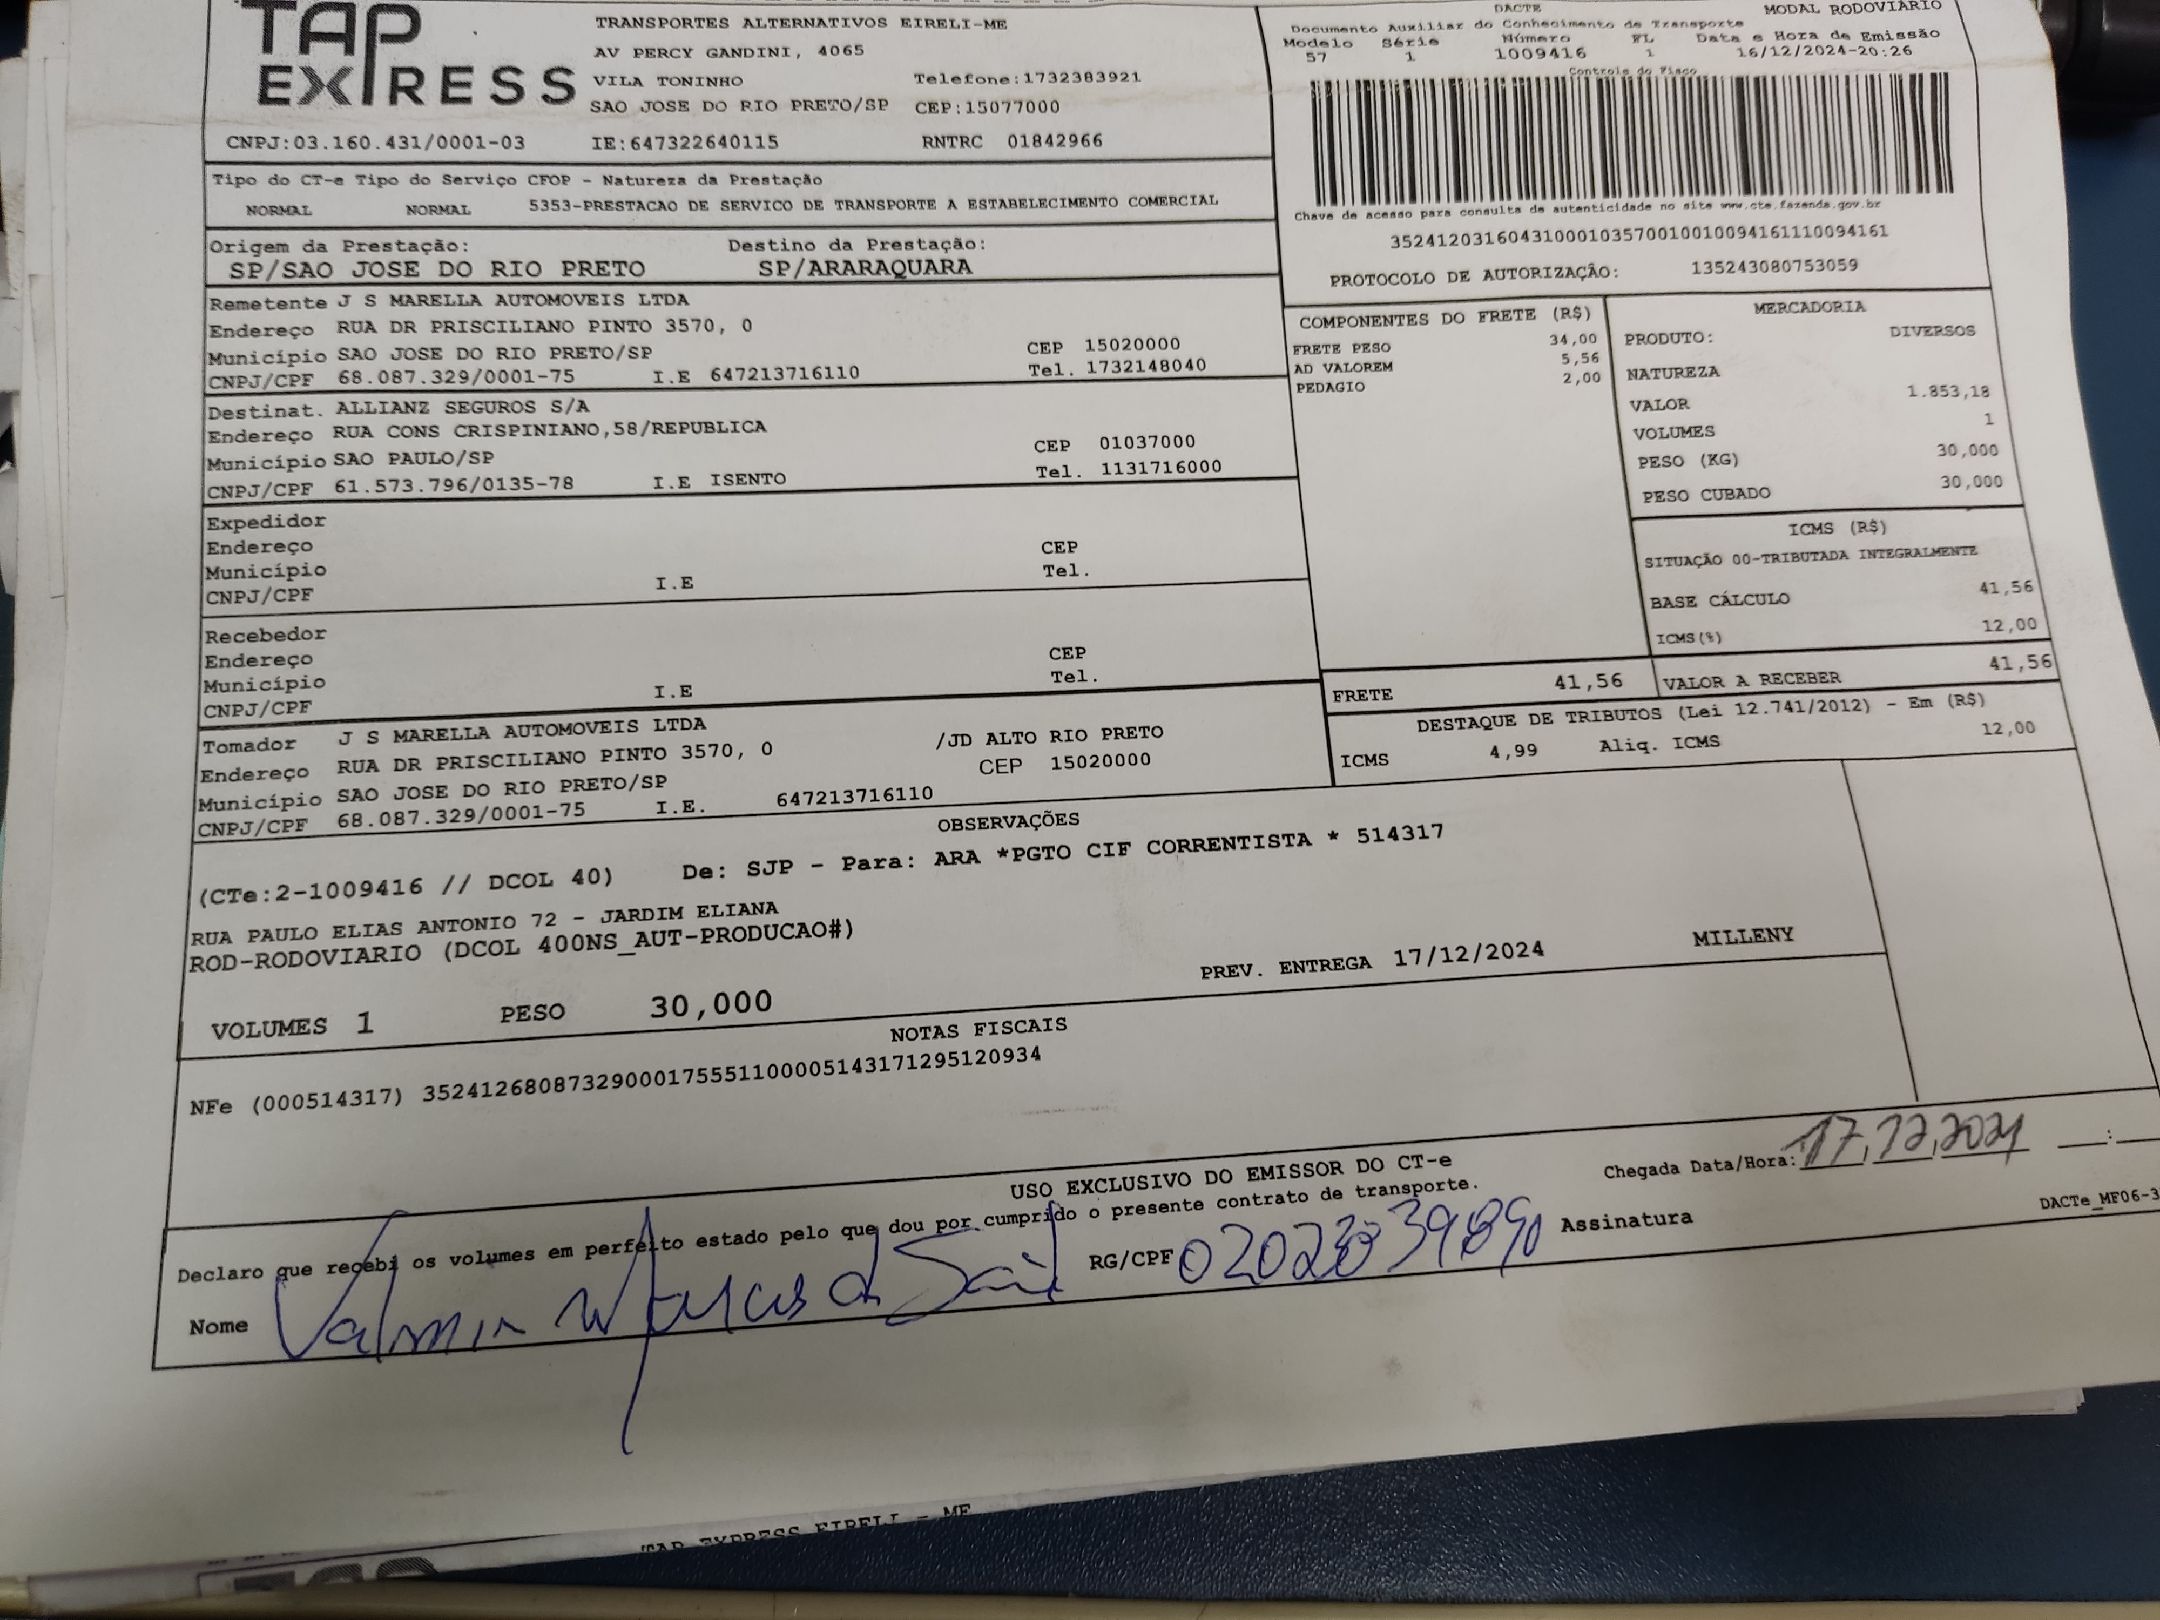 TAP EXPRESS
TRANSPORTES ALTERNATIVOS EIRELI-ME
AV PERCY GANDINI, 4065
VILA TONINHO Telefone:1732383921
SAO JOSE DO RIO PRETO/SP CEP:15077000
CNPJ:03.160.431/0001-03 IE:647322640115 RNTRC 01842966
DACTE MODAL RODOVIARIO
Documento Auxiliar do Conhecimento de Transporte
Modelo Série Número FL Data e Hora de Emissão
57 1 1009416 1 16/12/2024-20:26
Controle do Fisco
Chave de acesso para consulta de autenticidade no site www.cte.fazenda.gov.br
35241203160431000103570010010094161110094161
PROTOCOLO DE AUTORIZAÇÃO: 135243080753059
Tipo do CT-e Tipo do Serviço CFOP - Natureza da Prestação
NORMAL NORMAL 5353-PRESTACAO DE SERVICO DE TRANSPORTE A ESTABELECIMENTO COMERCIAL
Origem da Prestação: Destino da Prestação:
SP/SAO JOSE DO RIO PRETO SP/ARARAQUARA
Remetente J S MARELLA AUTOMOVEIS LTDA
Endereço RUA DR PRISCILIANO PINTO 3570, 0
Município SAO JOSE DO RIO PRETO/SP CEP 15020000
CNPJ/CPF 68.087.329/0001-75 I.E 647213716110 Tel. 1732148040
Destinat. ALLIANZ SEGUROS S/A
Endereço RUA CONS CRISPINIANO,58/REPUBLICA
Município SAO PAULO/SP CEP 01037000
CNPJ/CPF 61.573.796/0135-78 I.E ISENTO Tel. 1131716000
Expedidor
Endereço
Município CEP
CNPJ/CPF I.E Tel.
Recebedor
Endereço
Município CEP
CNPJ/CPF I.E Tel.
Tomador J S MARELLA AUTOMOVEIS LTDA
Endereço RUA DR PRISCILIANO PINTO 3570, 0 /JD ALTO RIO PRETO
Município SAO JOSE DO RIO PRETO/SP CEP 15020000
CNPJ/CPF 68.087.329/0001-75 I.E. 647213716110
COMPONENTES DO FRETE (R$)
FRETE PESO 34,00
AD VALOREM 5,56
PEDAGIO 2,00
MERCADORIA
PRODUTO: DIVERSOS
NATUREZA
VALOR 1.853,18
VOLUMES 1
PESO (KG) 30,000
PESO CUBADO 30,000
ICMS (R$)
SITUAÇÃO 00-TRIBUTADA INTEGRALMENTE
BASE CÁLCULO 41,56
ICMS(%) 12,00
FRETE 41,56 VALOR A RECEBER 41,56
DESTAQUE DE TRIBUTOS (Lei 12.741/2012) - Em (R$)
ICMS 4,99 Aliq. ICMS 12,00
OBSERVAÇÕES
(CTe:2-1009416 // DCOL 40) De: SJP - Para: ARA *PGTO CIF CORRENTISTA * 514317
RUA PAULO ELIAS ANTONIO 72 - JARDIM ELIANA
ROD-RODOVIARIO (DCOL 400NS_AUT-PRODUCAO#)
PREV. ENTREGA 17/12/2024 MILLENY
VOLUMES 1 PESO 30,000
NOTAS FISCAIS
NFe (000514317) 35241268087329000175551100005143171295120934
USO EXCLUSIVO DO EMISSOR DO CT-e
Chegada Data/Hora: 17,12,2024 :
Declaro que recebi os volumes em perfeito estado pelo que dou por cumprido o presente contrato de transporte.
DACTe_MF06-3
Nome Valmir RG/CPF Assinatura
TAP EXPRESS EIRELI - ME